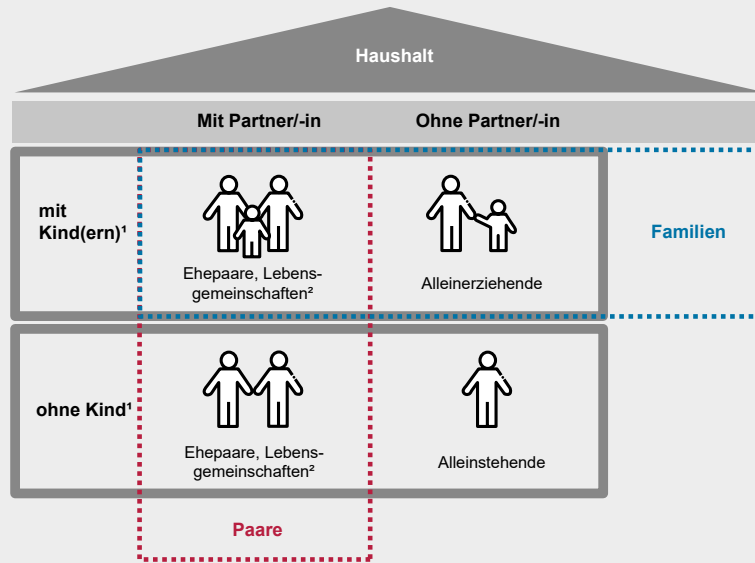 Haushalt
Mit Partner/-in
Ohne Partner/-in
mit
Kind(ern)¹
Ehepaare, Lebens-
gemeinschaften²
Alleinerziehende
Familien
ohne Kind¹
Ehepaare, Lebens-
gemeinschaften²
Alleinstehende
Paare